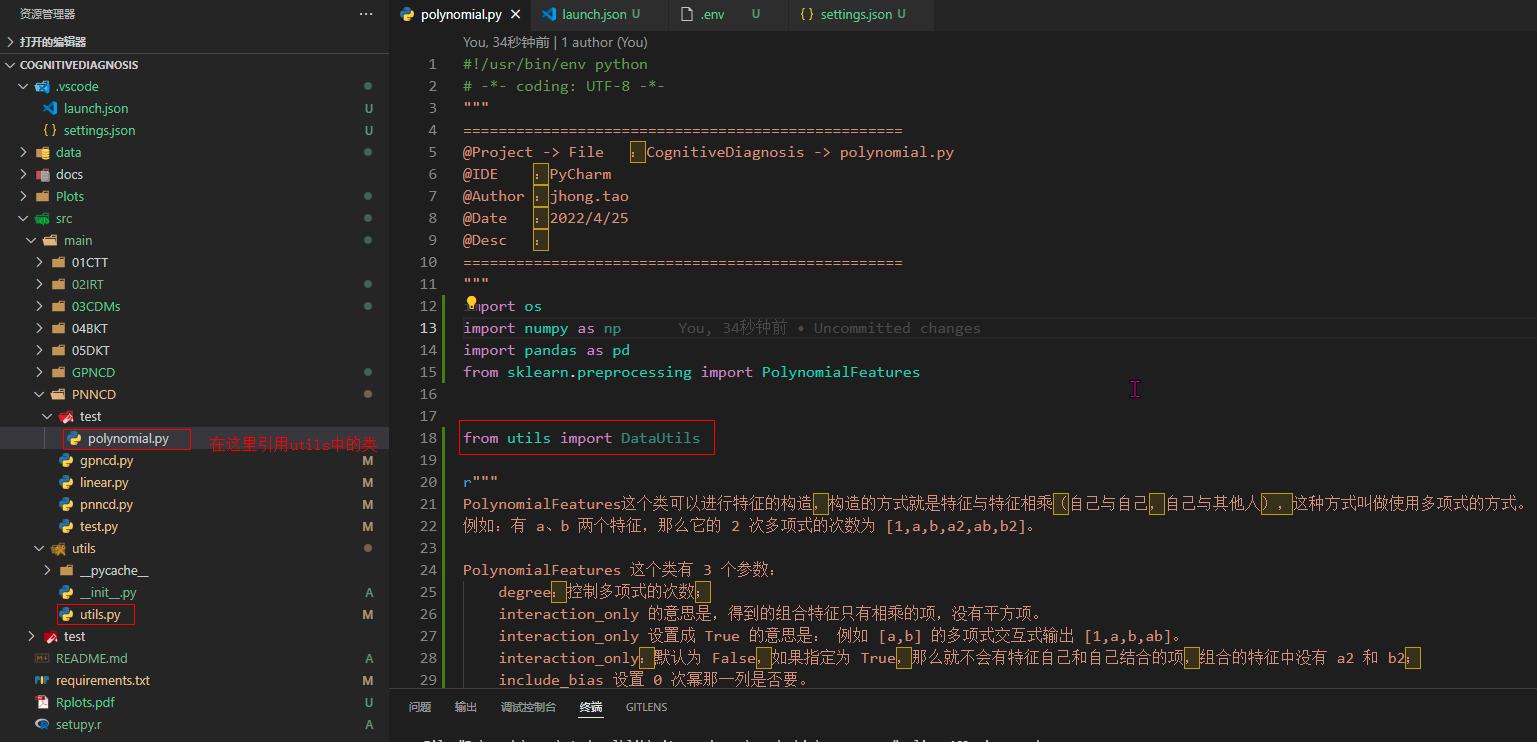 资源管理器
打开的编辑器
COGNITIVEDIAGNOSIS
.vscode
launch.json U
settings.json U
data
docs
Plots
src
main
01CTT
02IRT
03CDMs
04BKT
05DKT
GPNCD
PNNCD
test
polynomial.py 在这里引用utils中的类
gpncd.py M
linear.py M
pnncd.py M
test.py M
utils
__pycache__
__init__.py A
utils.py M
test
README.md A
requirements.txt M
Rplots.pdf U
setupy.r A
polynomial.py launch.json U .env U settings.json U
You, 34秒钟前 | 1 author (You)
1 #!/usr/bin/env python
2 # -*- coding: UTF-8 -*-
3 """
4 ==================================================
5 @Project -> File   ：CognitiveDiagnosis -> polynomial.py
6 @IDE    ：PyCharm
7 @Author ：jhong.tao
8 @Date   ：2022/4/25
9 @Desc   ：
10 ==================================================
11 """
12 import os
13 import numpy as np You, 34秒钟前 • Uncommitted changes
14 import pandas as pd
15 from sklearn.preprocessing import PolynomialFeatures
16
17
18 from utils import DataUtils
19
20 r"""
21 PolynomialFeatures这个类可以进行特征的构造，构造的方式就是特征与特征相乘（自己与自己，自己与其他人），这种方式叫做使用多项式的方式。
22 例如：有 a、b 两个特征，那么它的 2 次多项式的次数为 [1,a,b,a2,ab,b2]。
23
24 PolynomialFeatures 这个类有 3 个参数：
25     degree：控制多项式的次数；
26     interaction_only 的意思是，得到的组合特征只有相乘的项，没有平方项。
27     interaction_only 设置成 True 的意思是： 例如 [a,b] 的多项式交互式输出 [1,a,b,ab]。
28     interaction_only：默认为 False，如果指定为 True，那么就不会有特征自己和自己结合的项，组合的特征中没有 a2 和 b2；
29     include_bias 设置 0 次幂那一列是否要。
问题 输出 调试控制台 终端 GITLENS